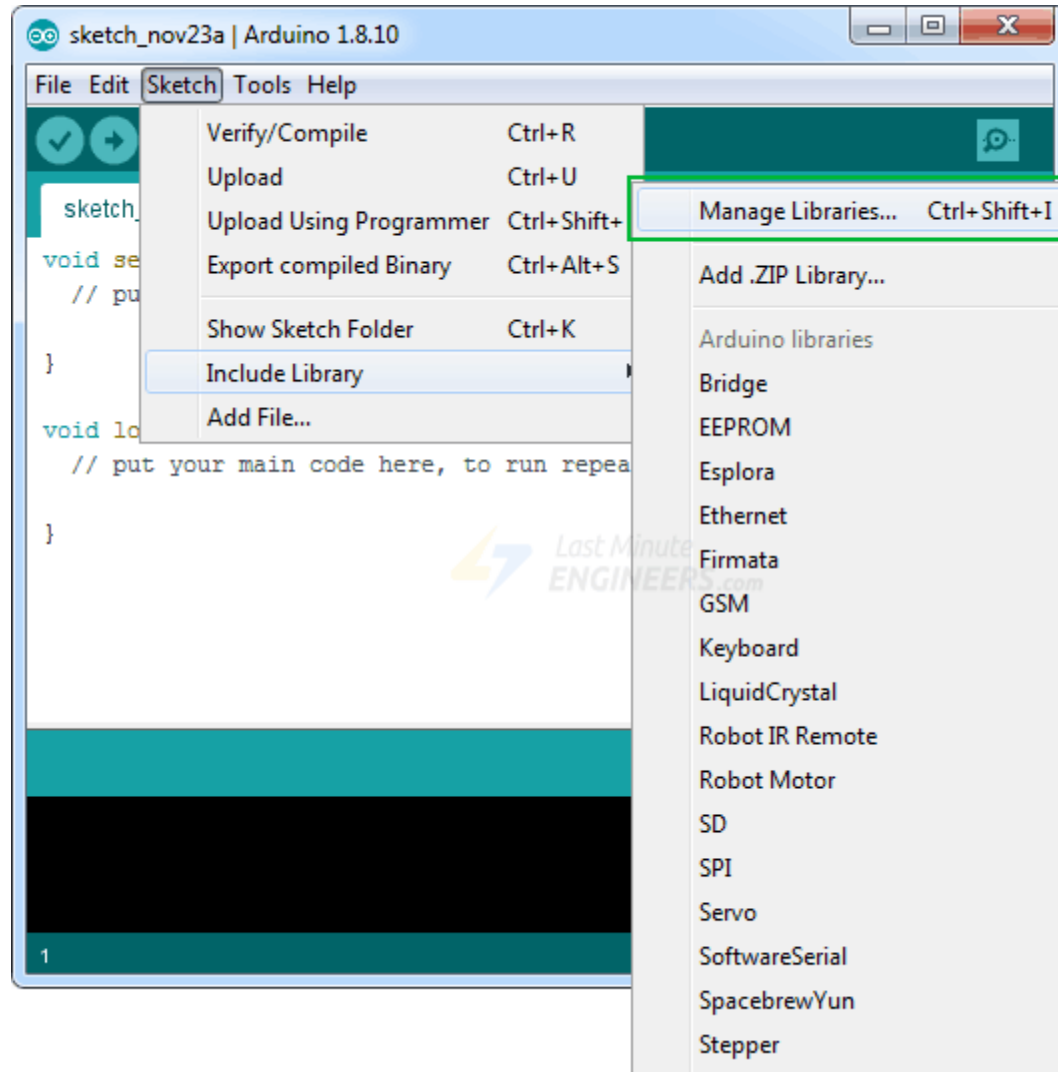 sketch_nov23a | Arduino 1.8.10
File Edit Sketch Tools Help
Verify/Compile Ctrl+R
Upload Ctrl+U
Upload Using Programmer Ctrl+Shift+
Export compiled Binary Ctrl+Alt+S
Show Sketch Folder Ctrl+K
Include Library
Add File...
Manage Libraries... Ctrl+Shift+I
Add .ZIP Library...
Arduino libraries
Bridge
EEPROM
Esplora
Ethernet
Firmata
GSM
Keyboard
LiquidCrystal
Robot IR Remote
Robot Motor
SD
SPI
Servo
SoftwareSerial
SpacebrewYun
Stepper
sketch_
void se
// pu
}
void lo
// put your main code here, to run repea
}
Last Minute
ENGINEERS.com
1